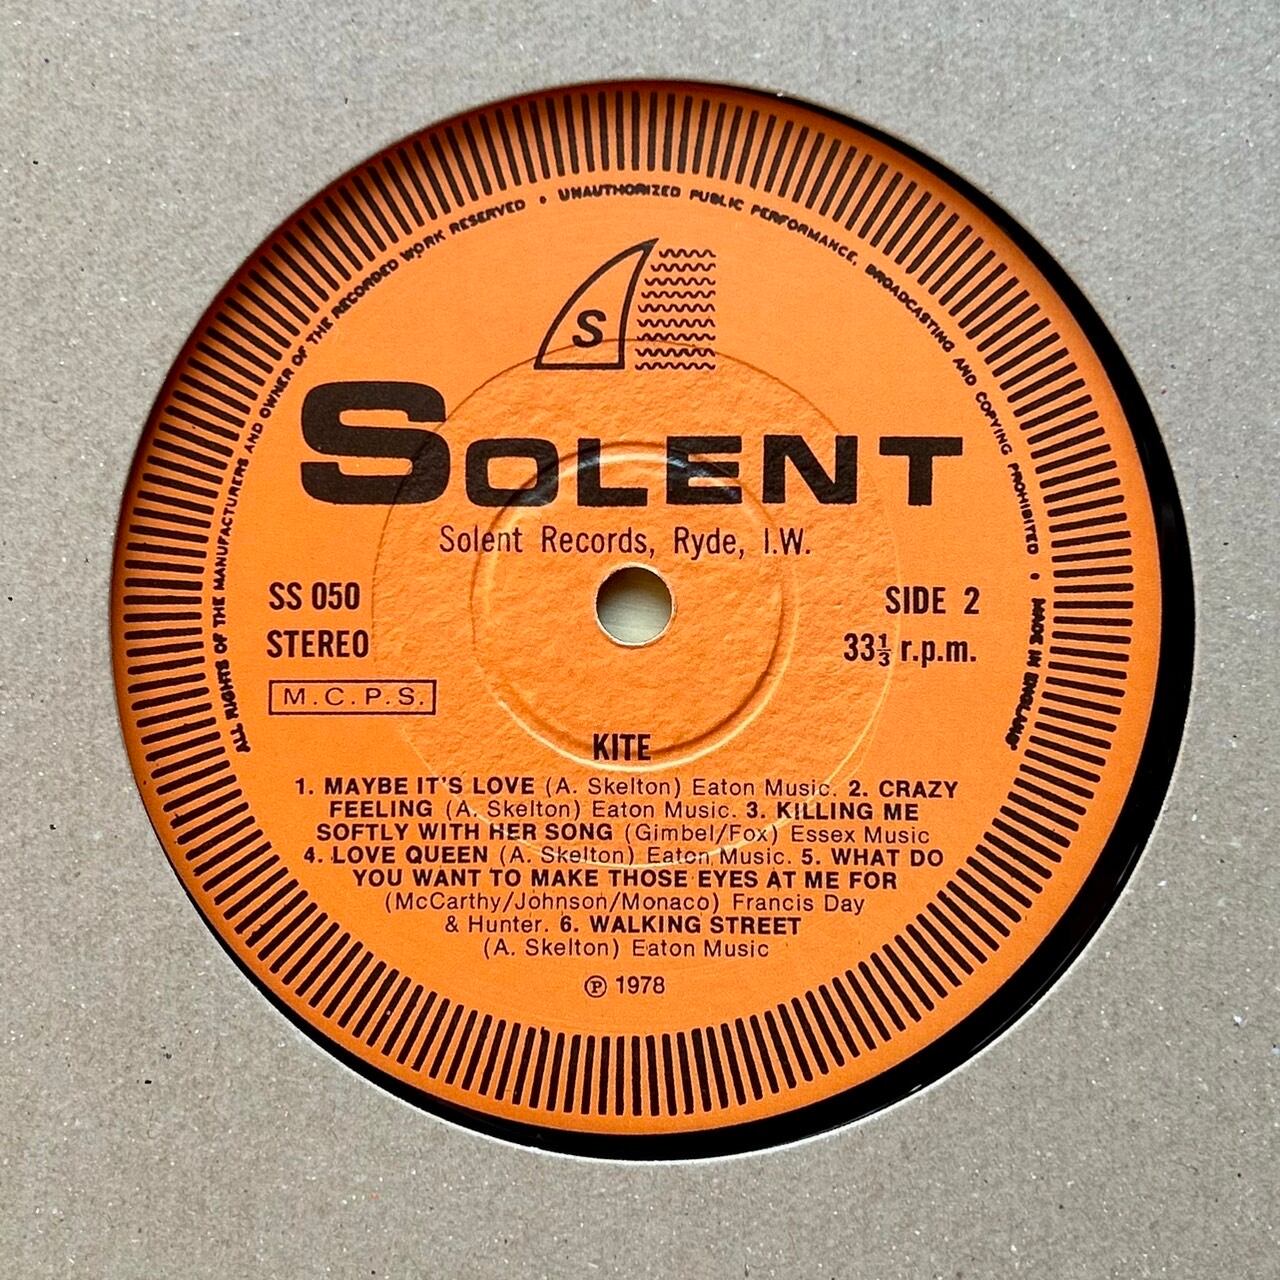 ALL RIGHTS OF THE MANUFACTURERS AND OWNER OF THE RECORDED WORK RESERVED • UNAUTHORIZED PUBLIC PERFORMANCE, BROADCASTING AND COPYING PROHIBITED • MADE IN ENGLAND
S
SOLENT
Solent Records, Ryde, I.W.
SS 050
STEREO
M.C.P.S.
SIDE 2
33⅓ r.p.m.
KITE
1. MAYBE IT'S LOVE (A. Skelton) Eaton Music. 2. CRAZY
FEELING (A. Skelton) Eaton Music. 3. KILLING ME
SOFTLY WITH HER SONG (Gimbel/Fox) Essex Music
4. LOVE QUEEN (A. Skelton) Eaton Music. 5. WHAT DO
YOU WANT TO MAKE THOSE EYES AT ME FOR
(McCarthy/Johnson/Monaco) Francis Day
& Hunter. 6. WALKING STREET
(A. Skelton) Eaton Music
℗ 1978